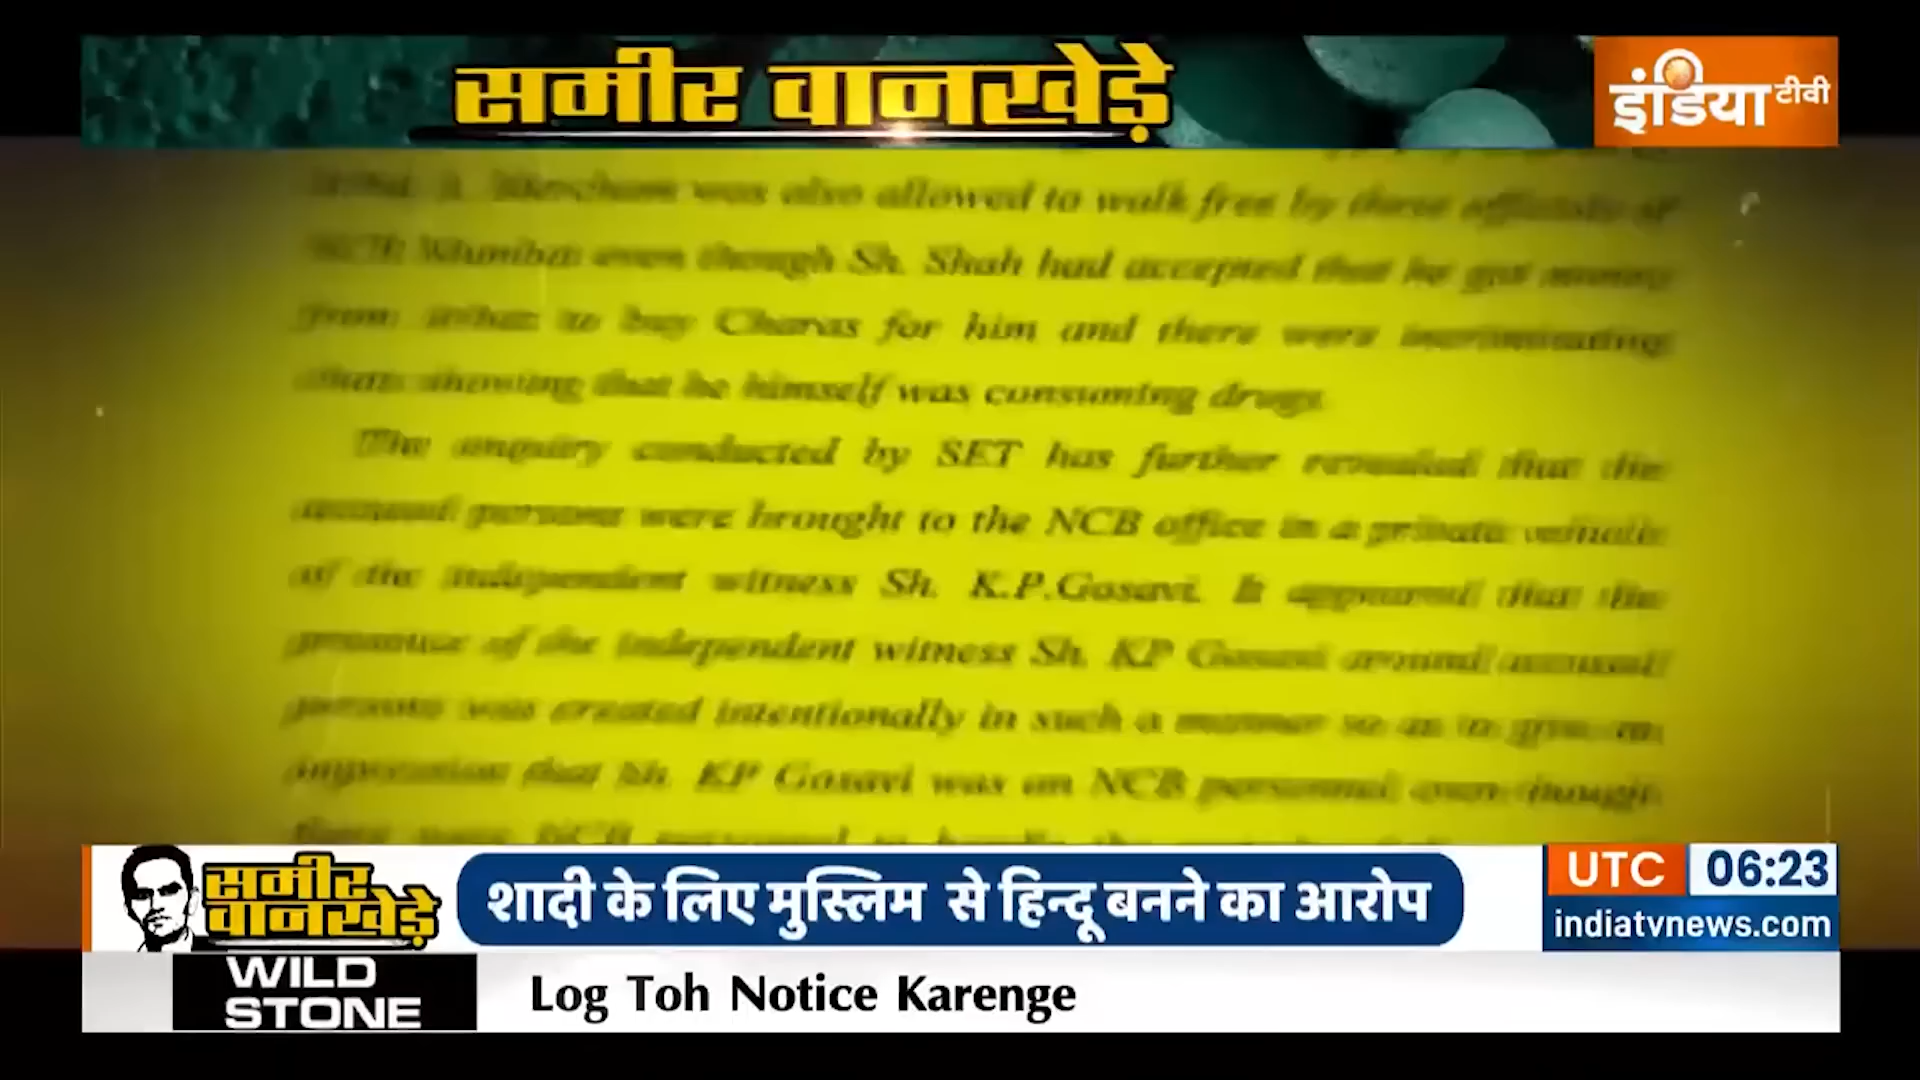 समीर वानखेड़े
इंडिया टीवी
was also allowed to walk free by these officials of
Mumbai even though Sh. Shah had accepted that he got money
from to buy Charas for him and there were incriminating
showing that he himself was consuming drugs.
The enquiry conducted by SET has further revealed that the
accused persons were brought to the NCB office in a private vehicle
of the independent witness Sh. K.P.Gosavi. It appeared that the
presence of the independent witness Sh. KP Gosavi around accused
persons was created intentionally in such a manner so as to give an
impression that Sh. KP Gosavi was an NCB personnel even though
समीर
वानखेड़े
शादी के लिए मुस्लिम से हिन्दू बनने का आरोप
UTC 06:23
indiatvnews.com
WILD
STONE
Log Toh Notice Karenge